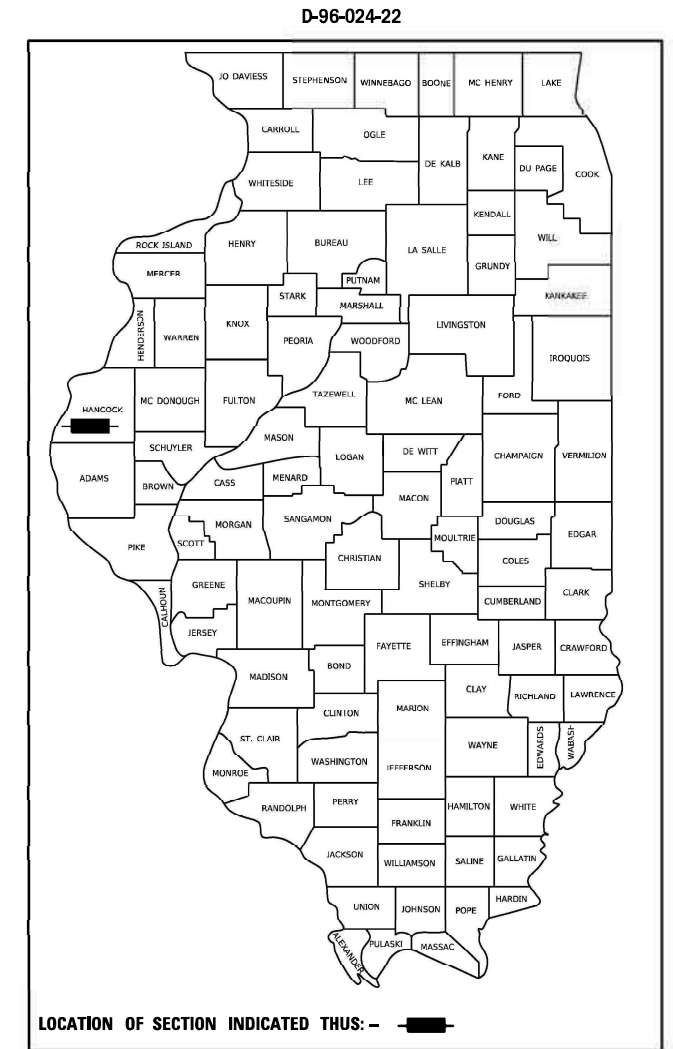 D-96-024-22
JO DAVIESS
STEPHENSON
WINNEBAGO
BOONE
MC HENRY
LAKE
CARROLL
OGLE
DE KALB
KANE
DU PAGE
COOK
WHITESIDE
LEE
KENDALL
WILL
ROCK ISLAND
HENRY
BUREAU
LA SALLE
GRUNDY
MERCER
PUTNAM
STARK
MARSHALL
KANKAKEE
HENDERSON
WARREN
KNOX
PEORIA
WOODFORD
LIVINGSTON
IROQUOIS
HANCOCK
MC DONOUGH
FULTON
TAZEWELL
MC LEAN
FORD
MASON
SCHUYLER
LOGAN
DE WITT
CHAMPAIGN
VERMILION
ADAMS
BROWN
CASS
MENARD
PIATT
MACON
MORGAN
SANGAMON
DOUGLAS
EDGAR
PIKE
SCOTT
CHRISTIAN
MOULTRIE
COLES
SHELBY
CALHOUN
GREENE
MACOUPIN
MONTGOMERY
CUMBERLAND
CLARK
JERSEY
FAYETTE
EFFINGHAM
JASPER
CRAWFORD
BOND
MADISON
CLAY
RICHLAND
LAWRENCE
CLINTON
MARION
ST. CLAIR
WAYNE
EDWARDS
WABASH
WASHINGTON
JEFFERSON
MONROE
RANDOLPH
PERRY
HAMILTON
WHITE
FRANKLIN
JACKSON
WILLIAMSON
SALINE
GALLATIN
UNION
JOHNSON
POPE
HARDIN
ALEXANDER
PULASKI
MASSAC
LOCATION OF SECTION INDICATED THUS: –